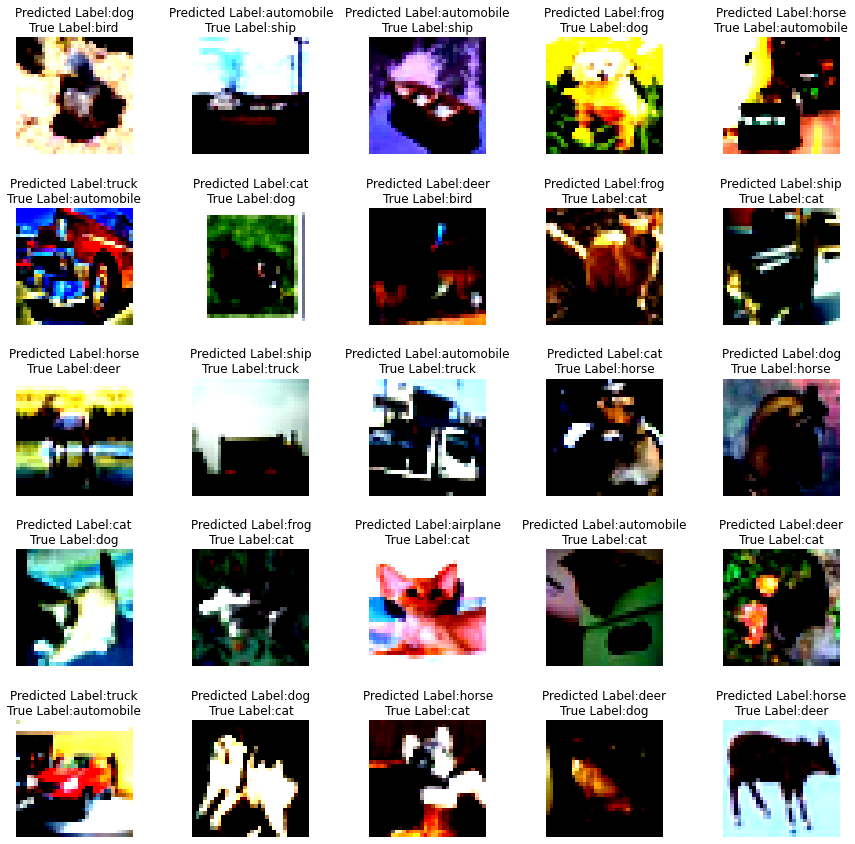 Predicted Label:dog
True Label:bird
Predicted Label:automobile
True Label:ship
Predicted Label:automobile
True Label:ship
Predicted Label:frog
True Label:dog
Predicted Label:horse
True Label:automobile
Predicted Label:truck
True Label:automobile
Predicted Label:cat
True Label:dog
Predicted Label:deer
True Label:bird
Predicted Label:frog
True Label:cat
Predicted Label:ship
True Label:cat
Predicted Label:horse
True Label:deer
Predicted Label:ship
True Label:truck
Predicted Label:automobile
True Label:truck
Predicted Label:cat
True Label:horse
Predicted Label:dog
True Label:horse
Predicted Label:cat
True Label:dog
Predicted Label:frog
True Label:cat
Predicted Label:airplane
True Label:cat
Predicted Label:automobile
True Label:cat
Predicted Label:deer
True Label:cat
Predicted Label:truck
True Label:automobile
Predicted Label:dog
True Label:cat
Predicted Label:horse
True Label:cat
Predicted Label:deer
True Label:dog
Predicted Label:horse
True Label:deer